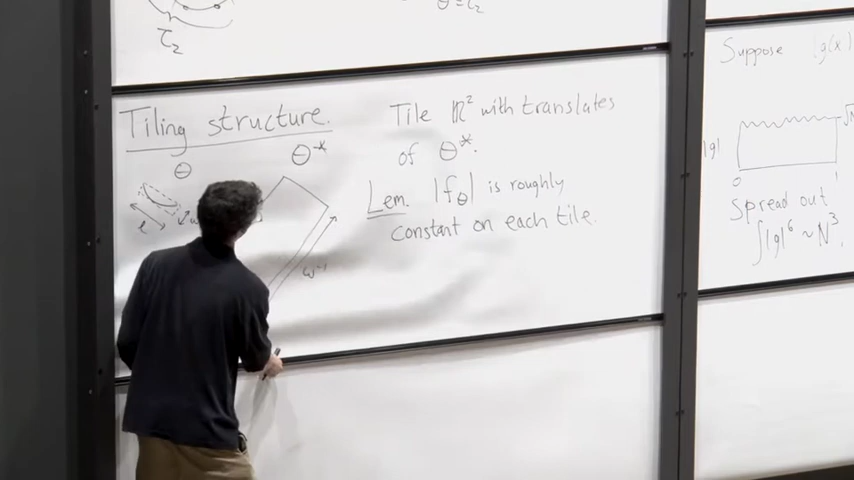 τ₂
θ = τ₂
Tiling structure.
Θ
Θ*
ℓ
ω
ω⁻¹
Tile ℝ² with translates
of Θ*.
Lem. |f_Θ| is roughly
constant on each tile.
Suppose |g(x)
|g|
0
1
Spread out
∫|g|⁶ ~ N³,